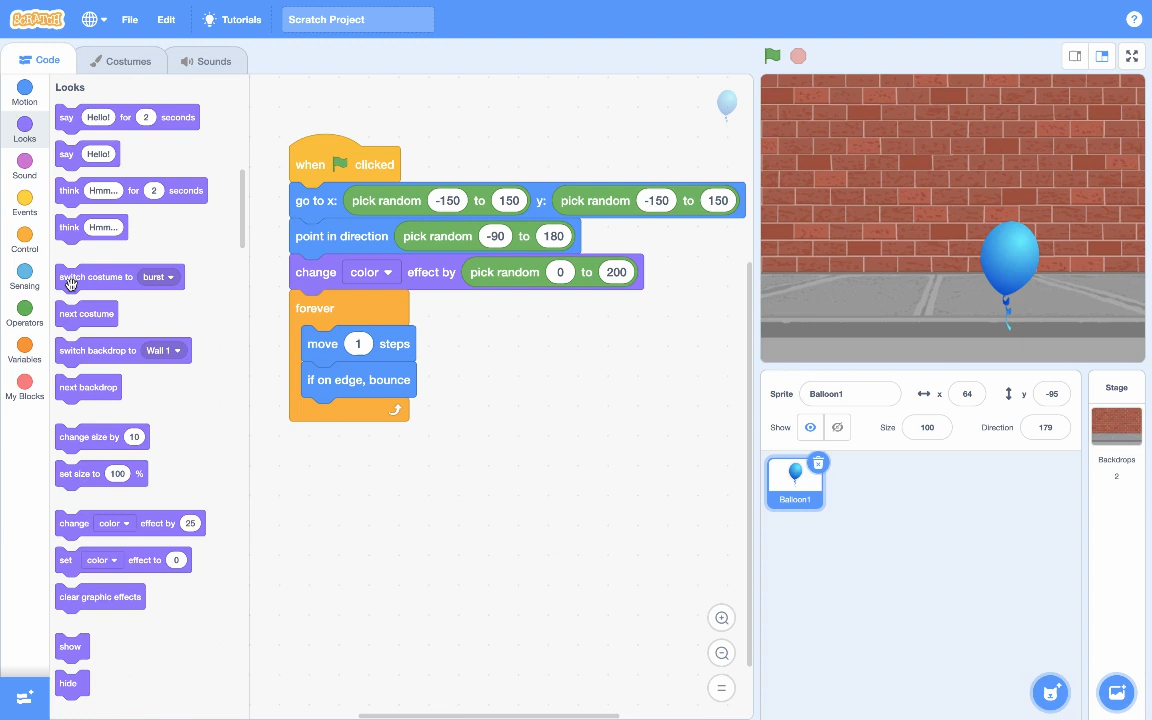 SCRATCH File Edit Tutorials Scratch Project ?
Code Costumes Sounds
Motion
Looks
Sound
Events
Control
Sensing
Operators
Variables
My Blocks
Looks
say Hello! for 2 seconds
say Hello!
think Hmm... for 2 seconds
think Hmm...
switch costume to burst
next costume
switch backdrop to Wall 1
next backdrop
change size by 10
set size to 100 %
change color effect by 25
set color effect to 0
clear graphic effects
show
hide
when clicked
go to x: pick random -150 to 150 y: pick random -150 to 150
point in direction pick random -90 to 180
change color effect by pick random 0 to 200
forever
move 1 steps
if on edge, bounce
Sprite Balloon1 x 64 y -95
Show Size 100 Direction 179
Balloon1
Stage
Backdrops
2